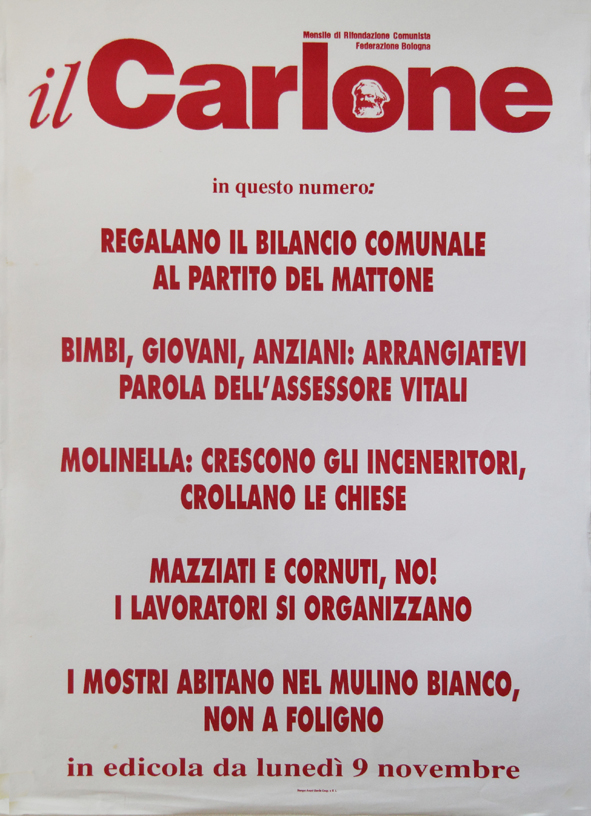 Mensile di Rifondazione Comunista
Federazione Bologna
il Carlone
in questo numero:
REGALANO IL BILANCIO COMUNALE
AL PARTITO DEL MATTONE
BIMBI, GIOVANI, ANZIANI: ARRANGIATEVI
PAROLA DELL'ASSESSORE VITALI
MOLINELLA: CRESCONO GLI INCENERITORI,
CROLLANO LE CHIESE
MAZZIATI E CORNUTI, NO!
I LAVORATORI SI ORGANIZZANO
I MOSTRI ABITANO NEL MULINO BIANCO,
NON A FOLIGNO
in edicola da lunedì 9 novembre